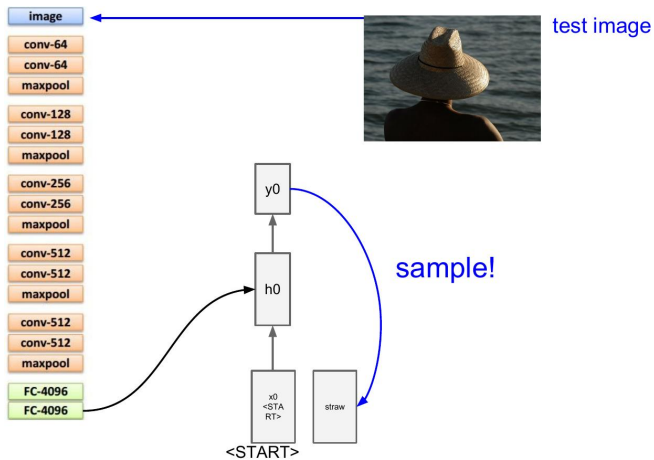 image
test image
conv-64
conv-64
maxpool
conv-128
conv-128
maxpool
conv-256
conv-256
maxpool
conv-512
conv-512
maxpool
conv-512
conv-512
maxpool
FC-4096
FC-4096
y0
sample!
h0
x0
<STA
RT>
straw
<START>